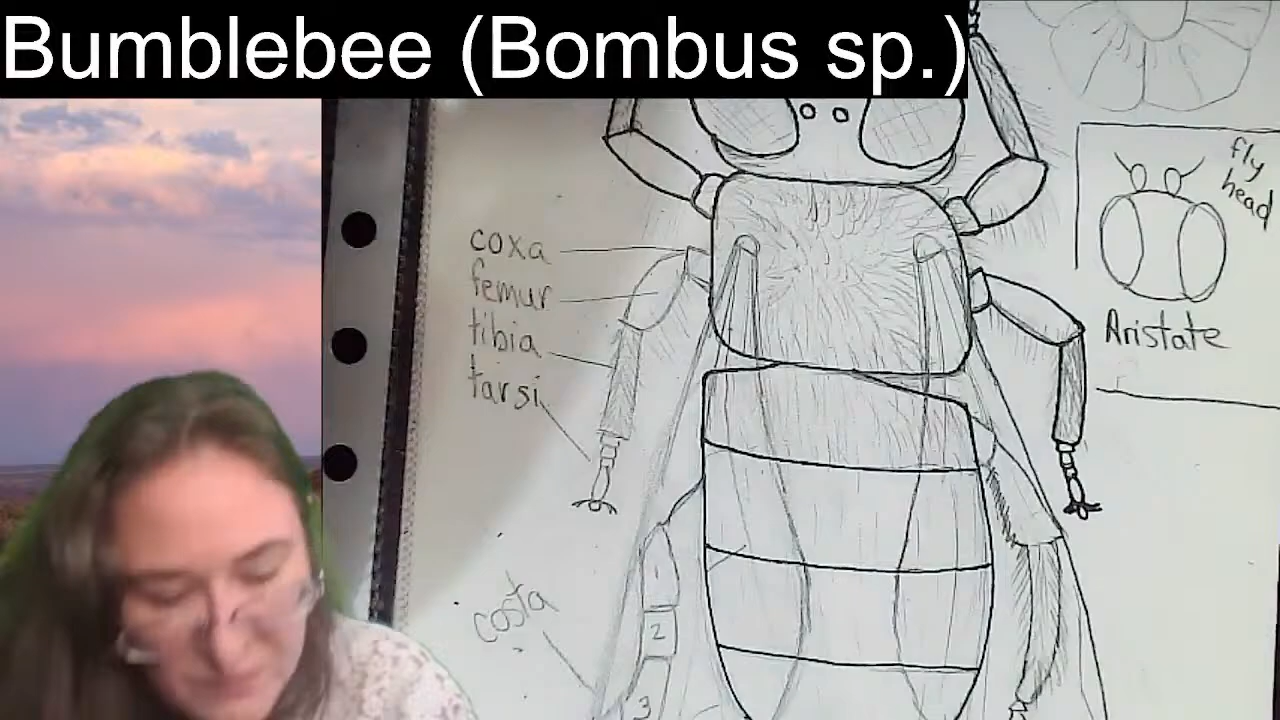 Bumblebee (Bombus sp.)
fly
head
coxa
femur
tibia
tarsi
Aristate
costa
1
2
3